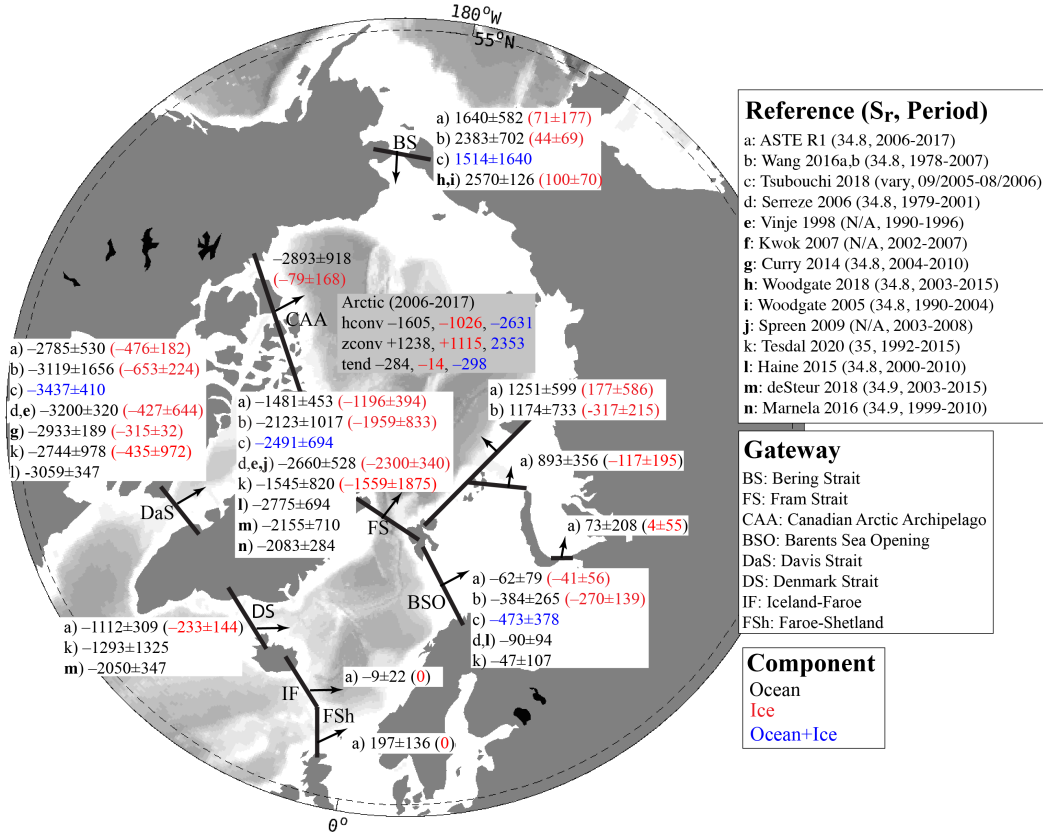 180°W
55°N
a) 1640±582 (71±177)
b) 2383±702 (44±69)
c) 1514±1640
h,i) 2570±126 (100±70)
BS
−2893±918
(−79±168)
CAA
Arctic (2006-2017)
hconv −1605, −1026, −2631
zconv +1238, +1115, 2353
tend −284, −14, −298
a) −2785±530 (−476±182)
b) −3119±1656 (−653±224)
c) −3437±410
d,e) −3200±320 (−427±644)
g) −2933±189 (−315±32)
k) −2744±978 (−435±972)
l) -3059±347
DaS
a) −1481±453 (−1196±394)
b) −2123±1017 (−1959±833)
c) −2491±694
d,e,j) −2660±528 (−2300±340)
k) −1545±820 (−1559±1875)
l) −2775±694
m) −2155±710
n) −2083±284
FS
a) 1251±599 (177±586)
b) 1174±733 (-317±215)
a) 893±356 (−117±195)
a) 73±208 (4±55)
BSO
a) −62±79 (−41±56)
b) −384±265 (−270±139)
c) −473±378
d,l) −90±94
k) −47±107
DS
a) −1112±309 (−233±144)
k) −1293±1325
m) −2050±347
IF
a) −9±22 (0)
FSh
a) 197±136 (0)
0°
Reference (Sr, Period)
a: ASTE R1 (34.8, 2006-2017)
b: Wang 2016a,b (34.8, 1978-2007)
c: Tsubouchi 2018 (vary, 09/2005-08/2006)
d: Serreze 2006 (34.8, 1979-2001)
e: Vinje 1998 (N/A, 1990-1996)
f: Kwok 2007 (N/A, 2002-2007)
g: Curry 2014 (34.8, 2004-2010)
h: Woodgate 2018 (34.8, 2003-2015)
i: Woodgate 2005 (34.8, 1990-2004)
j: Spreen 2009 (N/A, 2003-2008)
k: Tesdal 2020 (35, 1992-2015)
l: Haine 2015 (34.8, 2000-2010)
m: deSteur 2018 (34.9, 2003-2015)
n: Marnela 2016 (34.9, 1999-2010)
Gateway
BS: Bering Strait
FS: Fram Strait
CAA: Canadian Arctic Archipelago
BSO: Barents Sea Opening
DaS: Davis Strait
DS: Denmark Strait
IF: Iceland-Faroe
FSh: Faroe-Shetland
Component
Ocean
Ice
Ocean+Ice